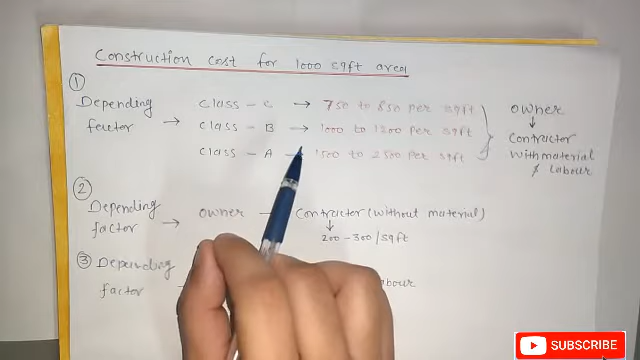 Construction cost for 1000 sqft area
①
Depending
feuter → class - C → 750 to 850 per sqft
class - B → 1000 to 1200 per sqft
class - A → 1500 to 2500 per sqft
owner
↓
contractor
with material
& labour
②
Depending
factor → owner → contractor (without material)
↓
200 - 300 / sqft
③ Depending
factor
labour
SUBSCRIBE